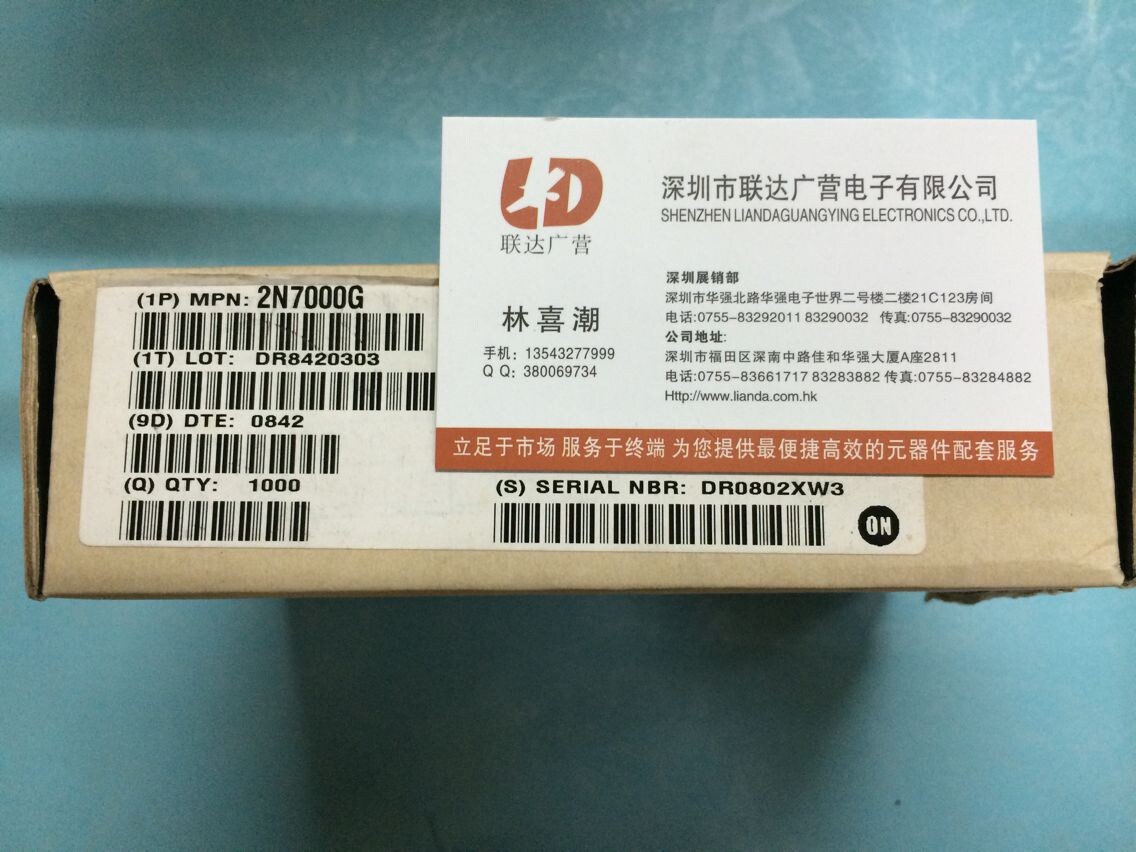 (1P) MPN: 2N7000G
(1T) LOT: DR8420303
(9D) DTE: 0842
(Q) QTY: 1000
(S) SERIAL NBR: DR0802XW3
ON
LD
联达广营
深圳市联达广营电子有限公司
SHENZHEN LIANDAGUANGYING ELECTRONICS CO.,LTD.
林喜潮
手机：13543277999
Q Q：380069734
深圳展销部
深圳市华强北路华强电子世界二号楼二楼21C123房间
电话:0755-83292011 83290032 传真:0755-83290032
公司地址:
深圳市福田区深南中路佳和华强大厦A座2811
电话:0755-83661717 83283882 传真:0755-83284882
Http://www.lianda.com.hk
立足于市场 服务于终端 为您提供最便捷高效的元器件配套服务